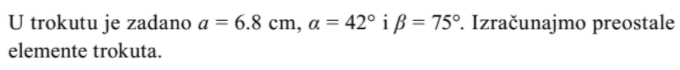 U trokutu je zadano a = 6.8 cm, α = 42° i β = 75°. Izračunajmo preostale
elemente trokuta.